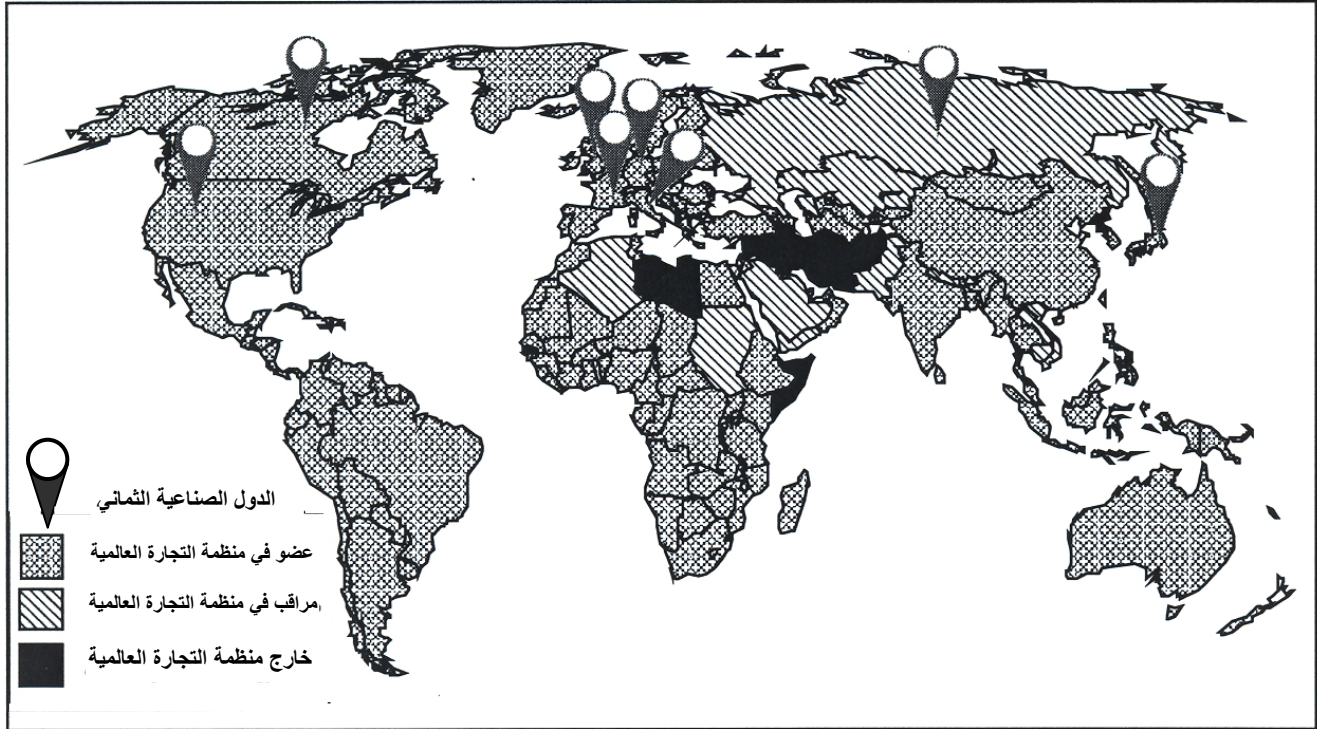 الدول الصناعية الثماني
عضو في منظمة التجارة العالمية
مراقب في منظمة التجارة العالمية
خارج منظمة التجارة العالمية